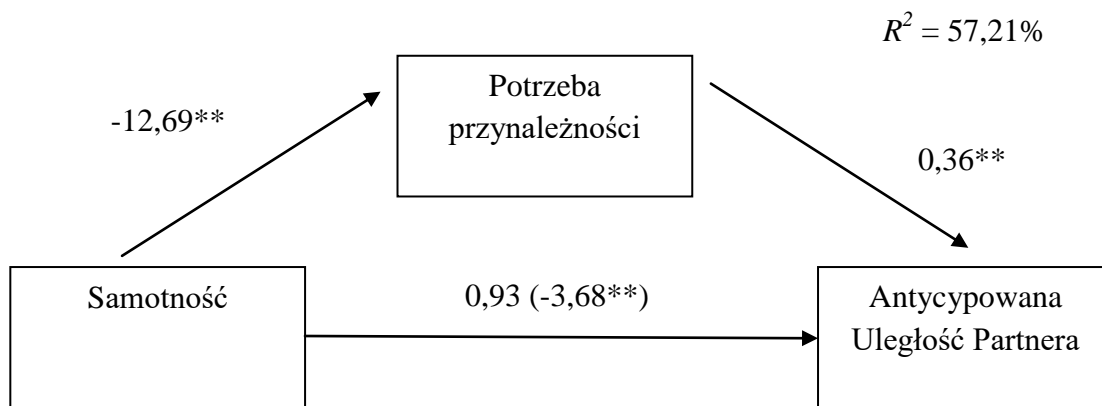 R² = 57,21%
Potrzeba
przynależności
-12,69**
0,36**
Samotność
0,93 (-3,68**)
Antycypowana
Uległość Partnera